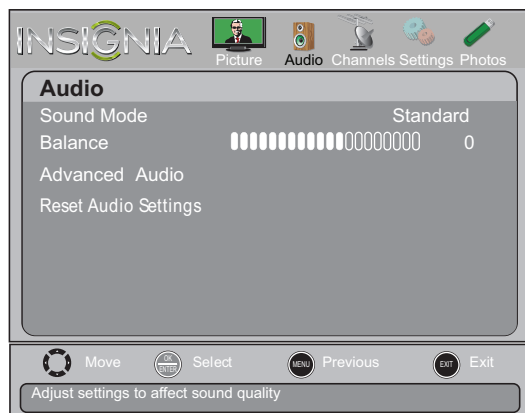 INSIGNIA
Picture Audio Channels Settings Photos
Audio
Sound Mode Standard
Balance 0
Advanced Audio
Reset Audio Settings
Move OK ENTER Select MENU Previous EXIT Exit
Adjust settings to affect sound quality